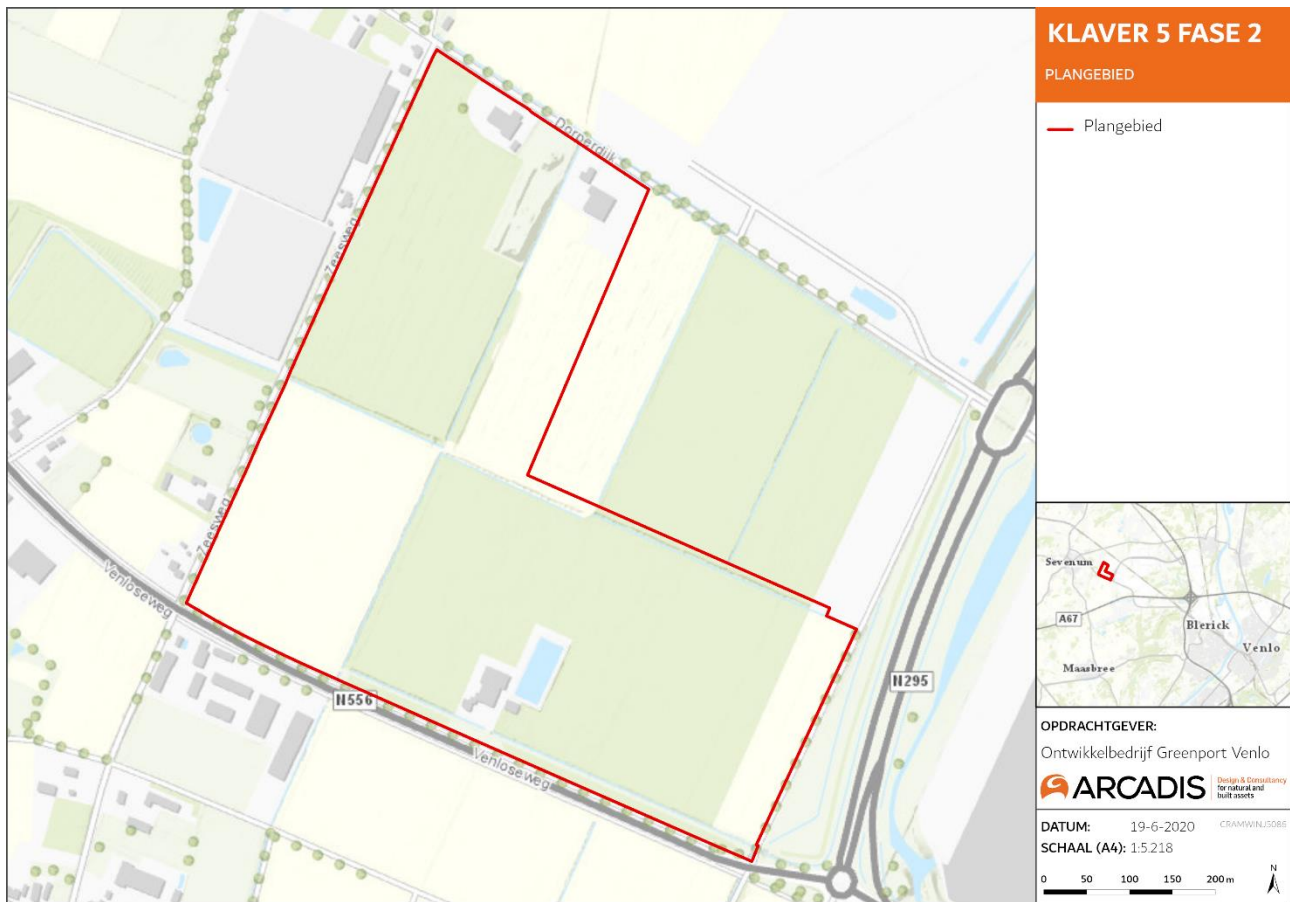 KLAVER 5 FASE 2
PLANGEBIED
Plangebied
Dorperdijk
Zeesweg
Zeesweg
Venloseweg
N556
Venloseweg
N295
Sevenum
A67
Blerick
Venlo
Maasbree
OPDRACHTGEVER:
Ontwikkelbedrijf Greenport Venlo
ARCADIS
Design & Consultancy
for natural and
built assets
DATUM: 19-6-2020
SCHAAL (A4): 1:5.218
0 50 100 150 200 m
N